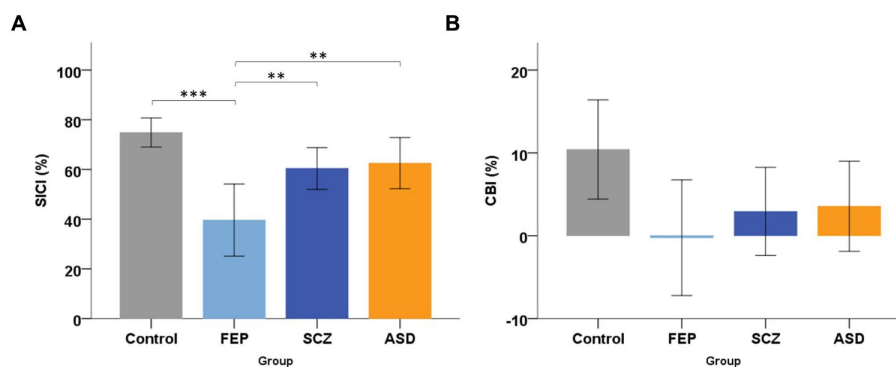 A
SICI (%)
100
80
60
40
20
0
***
**
**
Control FEP SCZ ASD
Group
B
CBI (%)
20
10
0
-10
Control FEP SCZ ASD
Group